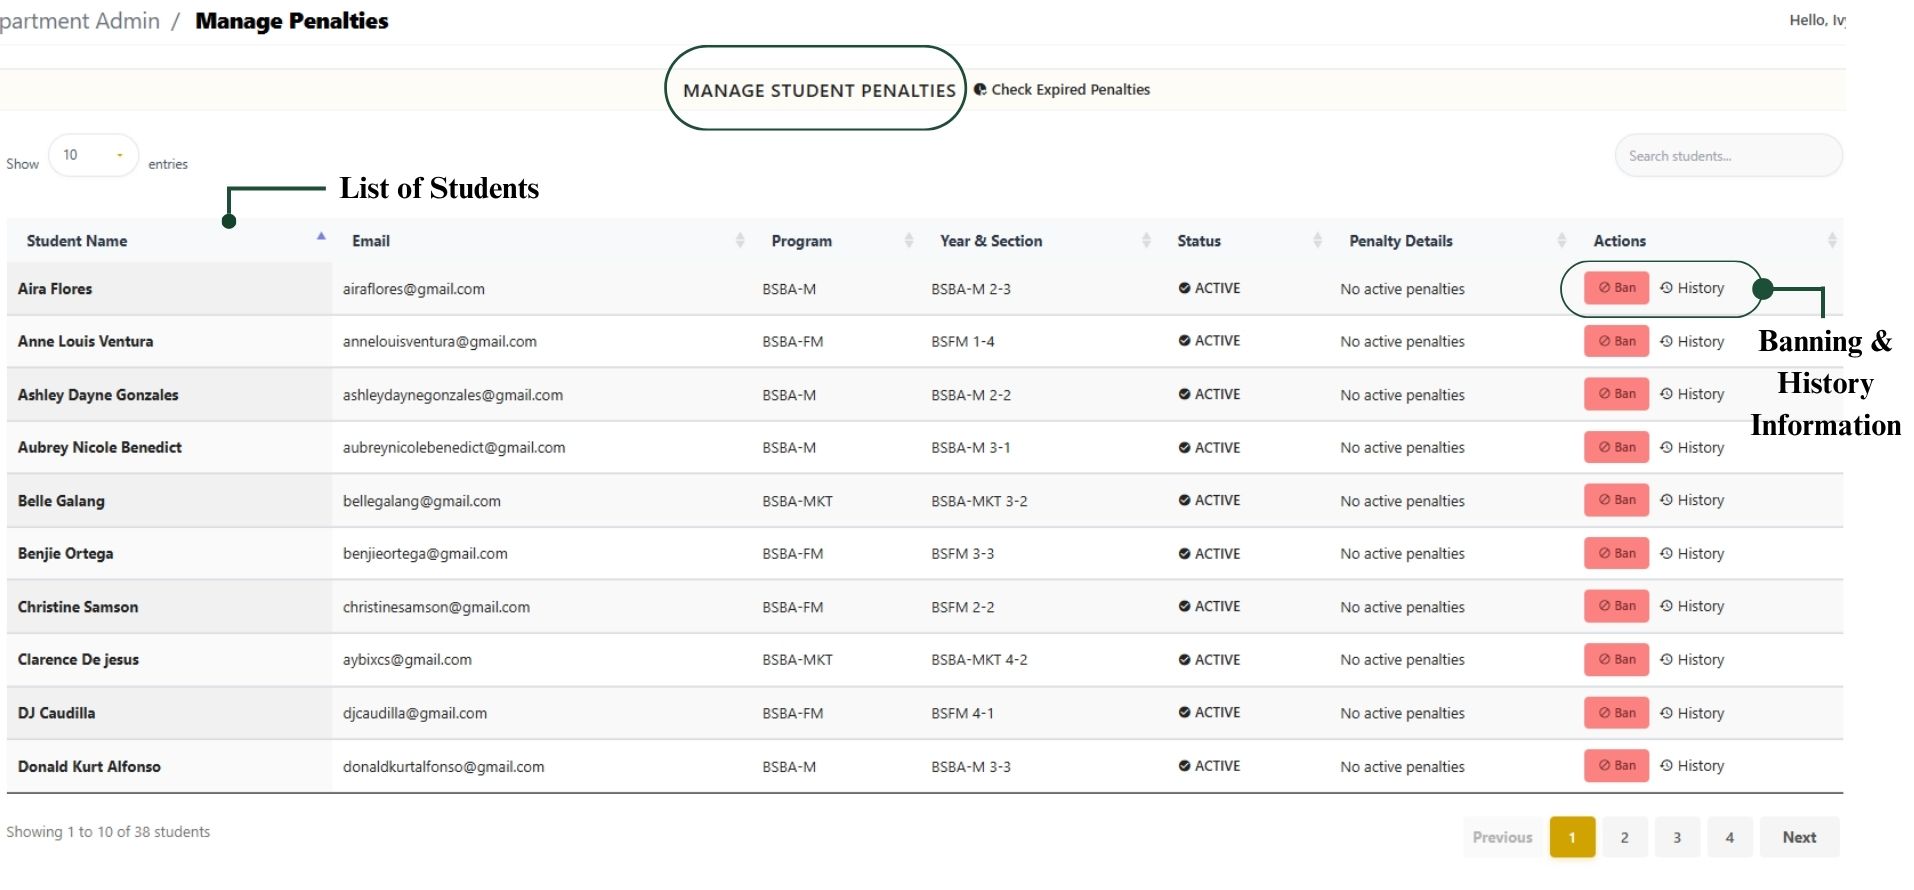 partment Admin / Manage Penalties
Hello, Iv
MANAGE STUDENT PENALTIES Check Expired Penalties
Show 10 entries
Search students...
List of Students
Student Name Email Program Year & Section Status Penalty Details Actions
Aira Flores airaflores@gmail.com BSBA-M BSBA-M 2-3 ACTIVE No active penalties Ban History
Anne Louis Ventura annelouisventura@gmail.com BSBA-FM BSFM 1-4 ACTIVE No active penalties Ban History
Ashley Dayne Gonzales ashleydaynegonzales@gmail.com BSBA-M BSBA-M 2-2 ACTIVE No active penalties Ban History
Aubrey Nicole Benedict aubreynicolebenedict@gmail.com BSBA-M BSBA-M 3-1 ACTIVE No active penalties Ban History
Belle Galang bellegalang@gmail.com BSBA-MKT BSBA-MKT 3-2 ACTIVE No active penalties Ban History
Benjie Ortega benjieortega@gmail.com BSBA-FM BSFM 3-3 ACTIVE No active penalties Ban History
Christine Samson christinesamson@gmail.com BSBA-FM BSFM 2-2 ACTIVE No active penalties Ban History
Clarence De jesus aybixcs@gmail.com BSBA-MKT BSBA-MKT 4-2 ACTIVE No active penalties Ban History
DJ Caudilla djcaudilla@gmail.com BSBA-FM BSFM 4-1 ACTIVE No active penalties Ban History
Donald Kurt Alfonso donaldkurtalfonso@gmail.com BSBA-M BSBA-M 3-3 ACTIVE No active penalties Ban History
Banning &
History
Information
Showing 1 to 10 of 38 students
Previous 1 2 3 4 Next